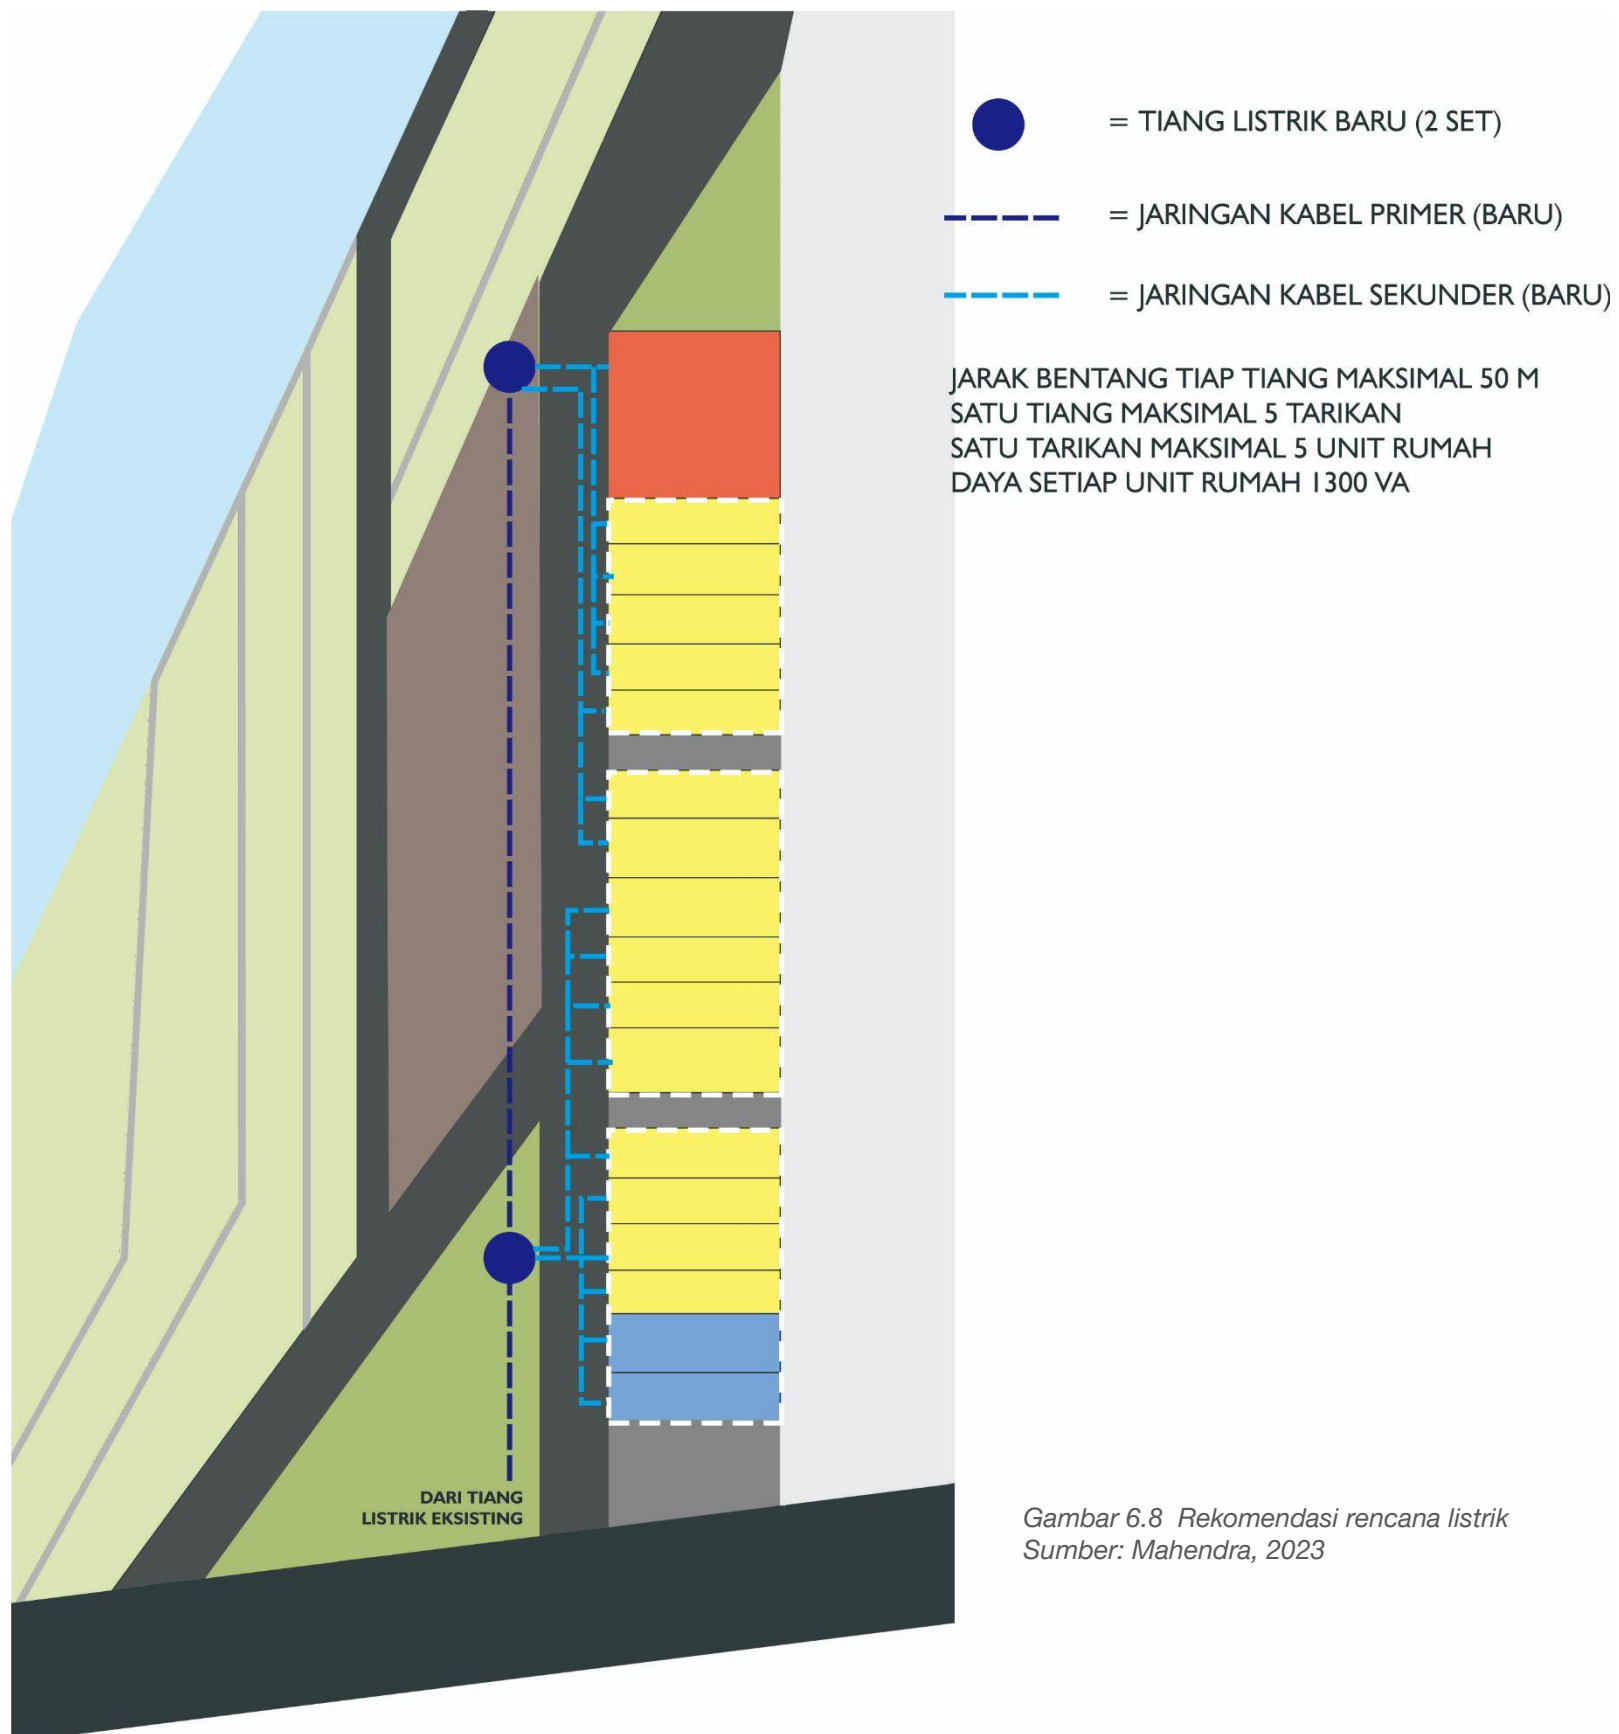 = TIANG LISTRIK BARU (2 SET)
= JARINGAN KABEL PRIMER (BARU)
= JARINGAN KABEL SEKUNDER (BARU)
JARAK BENTANG TIAP TIANG MAKSIMAL 50 M
SATU TIANG MAKSIMAL 5 TARIKAN
SATU TARIKAN MAKSIMAL 5 UNIT RUMAH
DAYA SETIAP UNIT RUMAH 1300 VA
DARI TIANG
LISTRIK EKSISTING
Gambar 6.8 Rekomendasi rencana listrik
Sumber: Mahendra, 2023